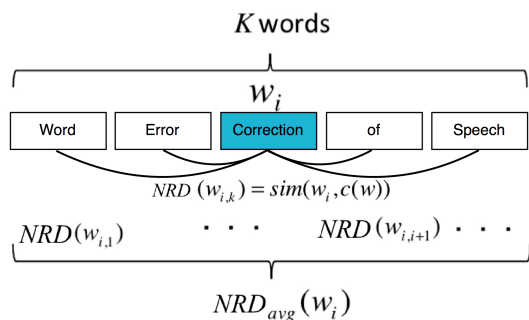 K words
w_i
Word Error Correction of Speech
NRD (w_{i,k}) = sim(w_i, c(w))
NRD(w_{i,1}) · · · NRD(w_{i,i+1}) · · ·
NRD_{avg}(w_i)